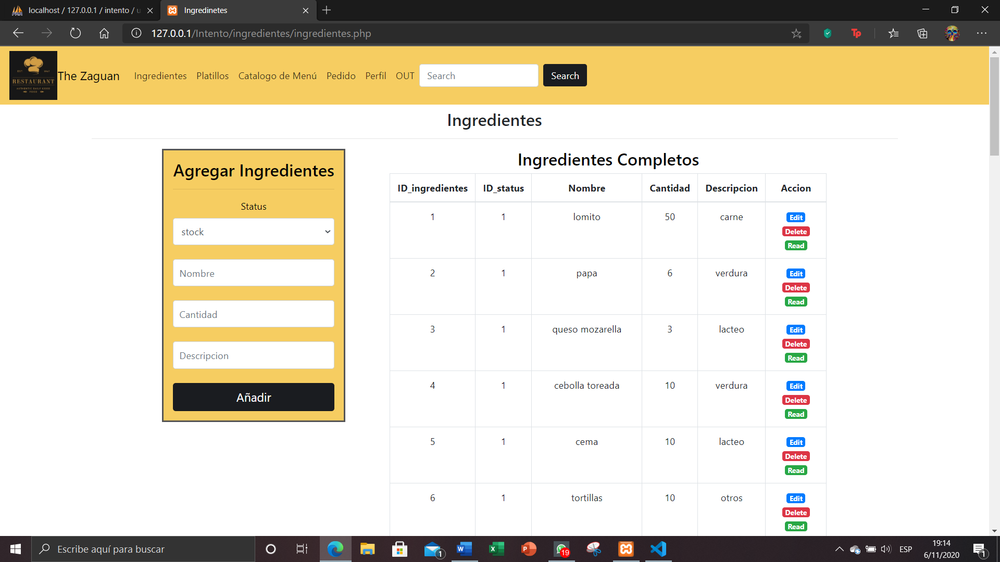 localhost / 127.0.0.1 / intento / u
Ingredinetes
127.0.0.1/Intento/ingredientes/ingredientes.php
Tp
RESTAURANT
The Zaguan Ingredientes Platillos Catalogo de Menú Pedido Perfil OUT Search Search
Ingredientes
Agregar Ingredientes
Status
stock
Nombre
Cantidad
Descripcion
Añadir
Ingredientes Completos
ID_ingredientes ID_status Nombre Cantidad Descripcion Accion
1 1 lomito 50 carne Edit
Delete
Read
2 1 papa 6 verdura Edit
Delete
Read
3 1 queso mozarella 3 lacteo Edit
Delete
Read
4 1 cebolla toreada 10 verdura Edit
Delete
Read
5 1 cema 10 lacteo Edit
Delete
Read
6 1 tortillas 10 otros Edit
Delete
Read
Escribe aquí para buscar
1
19
ESP
19:14
6/11/2020
1